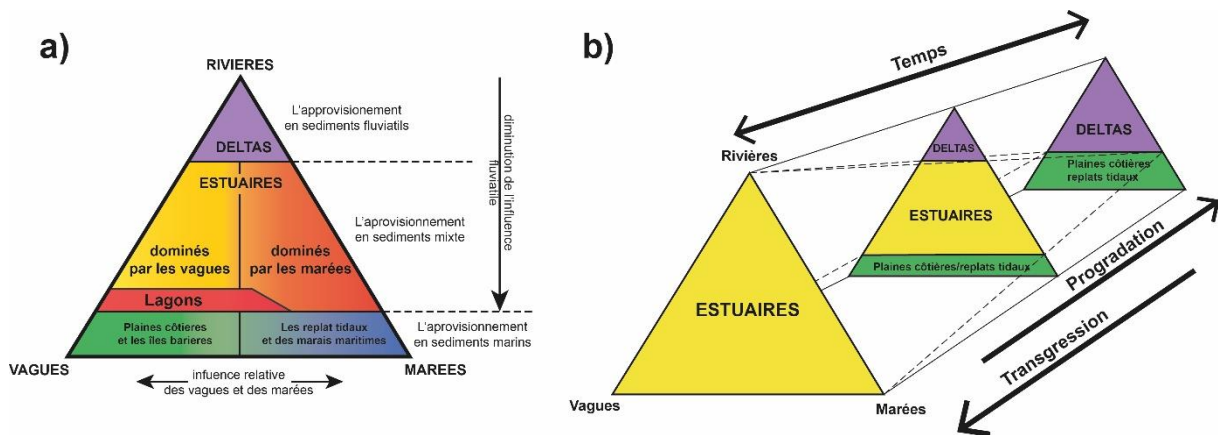 a)
RIVIERES
L'approvisionement
en sediments fluviatils
DELTAS
ESTUAIRES
diminution de l'influence
fluviatile
L'aprovisionnement
en sediments mixte
dominés
par les vagues
dominés
par les marées
Lagons
Plaines côtieres
et les îles barieres
Les replat tidaux
et des marais maritimes
L'aprovisionnement
en sediments marins
VAGUES
MAREES
infuence relative
des vagues et des marées
b)
Temps
Rivières
DELTAS
ESTUAIRES
Plaines côtières/replats tidaux
DELTAS
Plaines côtières
replats tidaux
ESTUAIRES
Vagues
Marées
Progradation
Transgression